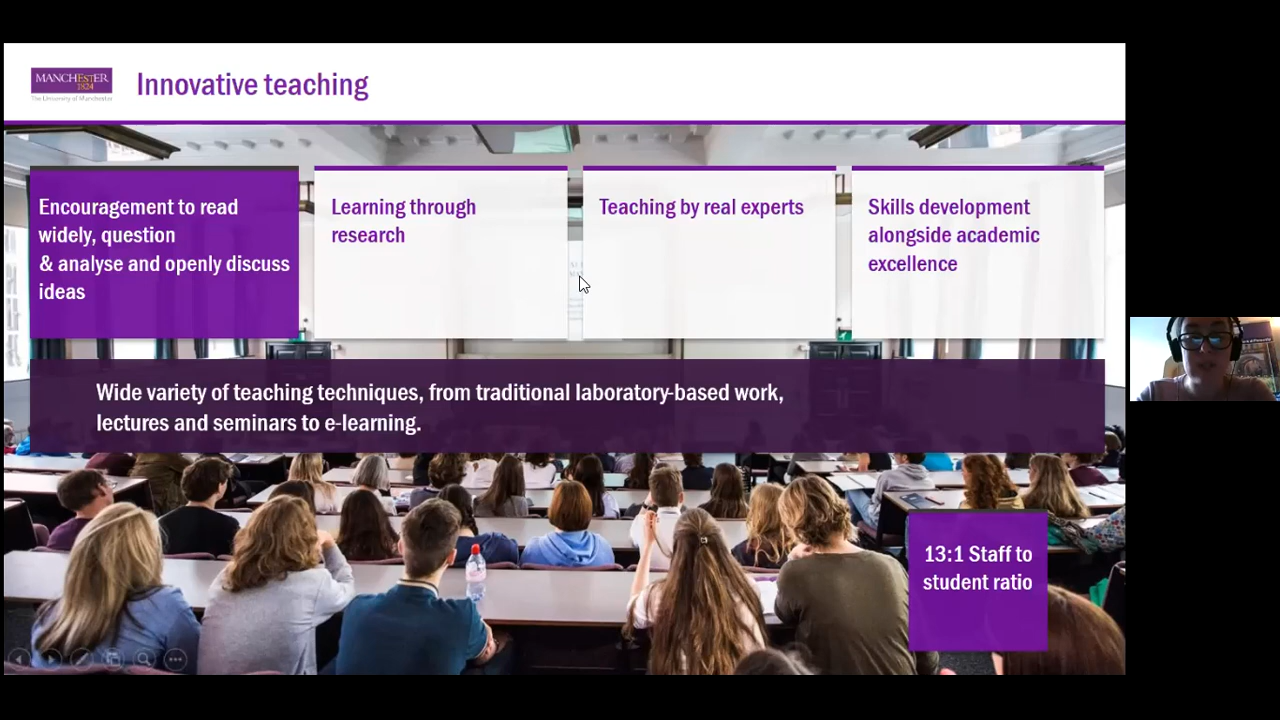 MANCHESTER
1824
The University of Manchester
Innovative teaching
Encouragement to read
widely, question
& analyse and openly discuss
ideas
Learning through
research
Teaching by real experts
Skills development
alongside academic
excellence
Wide variety of teaching techniques, from traditional laboratory-based work,
lectures and seminars to e-learning.
13:1 Staff to
student ratio